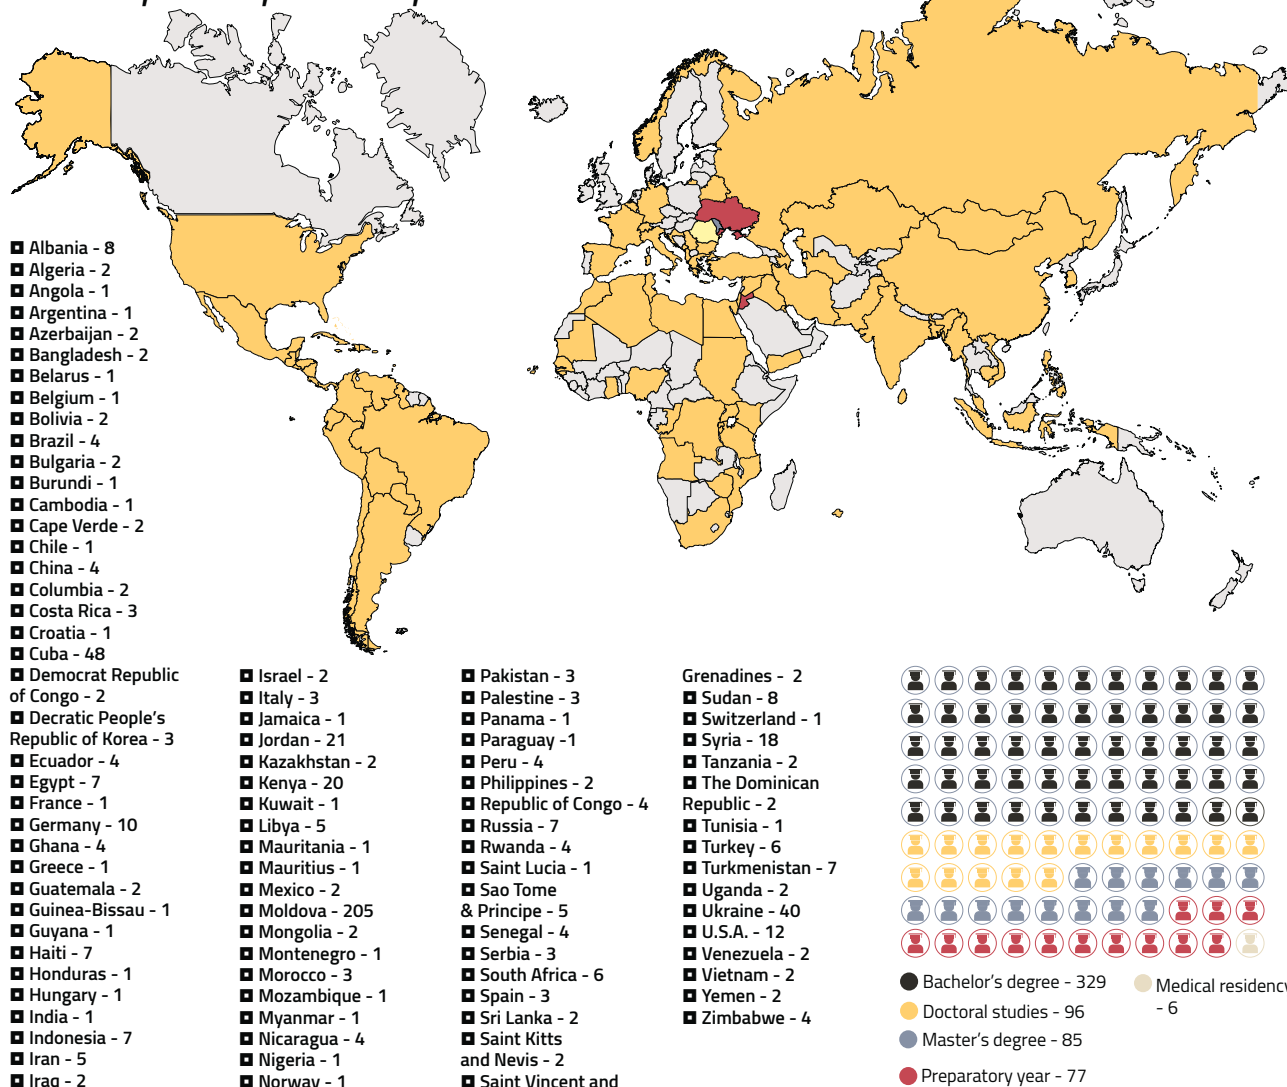 Albania - 8
Algeria - 2
Angola - 1
Argentina - 1
Azerbaijan - 2
Bangladesh - 2
Belarus - 1
Belgium - 1
Bolivia - 2
Brazil - 4
Bulgaria - 2
Burundi - 1
Cambodia - 1
Cape Verde - 2
Chile - 1
China - 4
Columbia - 2
Costa Rica - 3
Croatia - 1
Cuba - 48
Democrat Republic
of Congo - 2
Decratic People's
Republic of Korea - 3
Ecuador - 4
Egypt - 7
France - 1
Germany - 10
Ghana - 4
Greece - 1
Guatemala - 2
Guinea-Bissau - 1
Guyana - 1
Haiti - 7
Honduras - 1
Hungary - 1
India - 1
Indonesia - 7
Iran - 5
Iraq - 2
Israel - 2
Italy - 3
Jamaica - 1
Jordan - 21
Kazakhstan - 2
Kenya - 20
Kuwait - 1
Libya - 5
Mauritania - 1
Mauritius - 1
Mexico - 2
Moldova - 205
Mongolia - 2
Montenegro - 1
Morocco - 3
Mozambique - 1
Myanmar - 1
Nicaragua - 4
Nigeria - 1
Norway - 1
Pakistan - 3
Palestine - 3
Panama - 1
Paraguay -1
Peru - 4
Philippines - 2
Republic of Congo - 4
Russia - 7
Rwanda - 4
Saint Lucia - 1
Sao Tome
& Principe - 5
Senegal - 4
Serbia - 3
South Africa - 6
Spain - 3
Sri Lanka - 2
Saint Kitts
and Nevis - 2
Saint Vincent and
Grenadines - 2
Sudan - 8
Switzerland - 1
Syria - 18
Tanzania - 2
The Dominican
Republic - 2
Tunisia - 1
Turkey - 6
Turkmenistan - 7
Uganda - 2
Ukraine - 40
U.S.A. - 12
Venezuela - 2
Vietnam - 2
Yemen - 2
Zimbabwe - 4
Bachelor's degree - 329
Doctoral studies - 96
Master's degree - 85
Preparatory year - 77
Medical residency
- 6